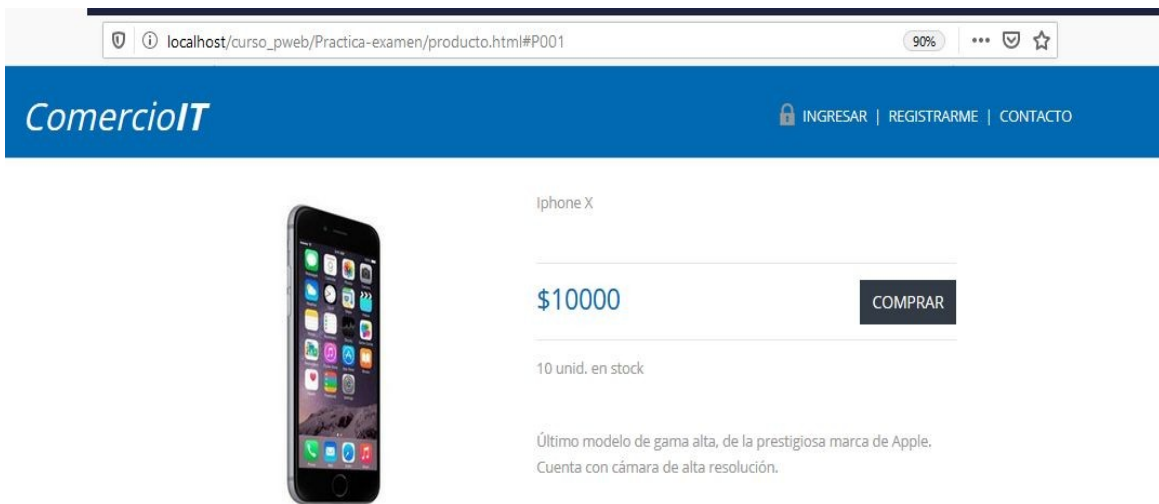 localhost/curso_pweb/Practica-examen/producto.html#P001 90%
ComercioIT INGRESAR | REGISTRARME | CONTACTO
Iphone X
$10000 COMPRAR
10 unid. en stock
Último modelo de gama alta, de la prestigiosa marca de Apple.
Cuenta con cámara de alta resolución.